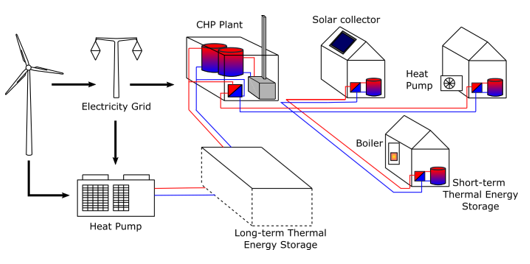 Solar collector
CHP Plant
Heat
Pump
Electricity Grid
Boiler
Short-term
Thermal Energy
Storage
Heat Pump
Long-term Thermal
Energy Storage